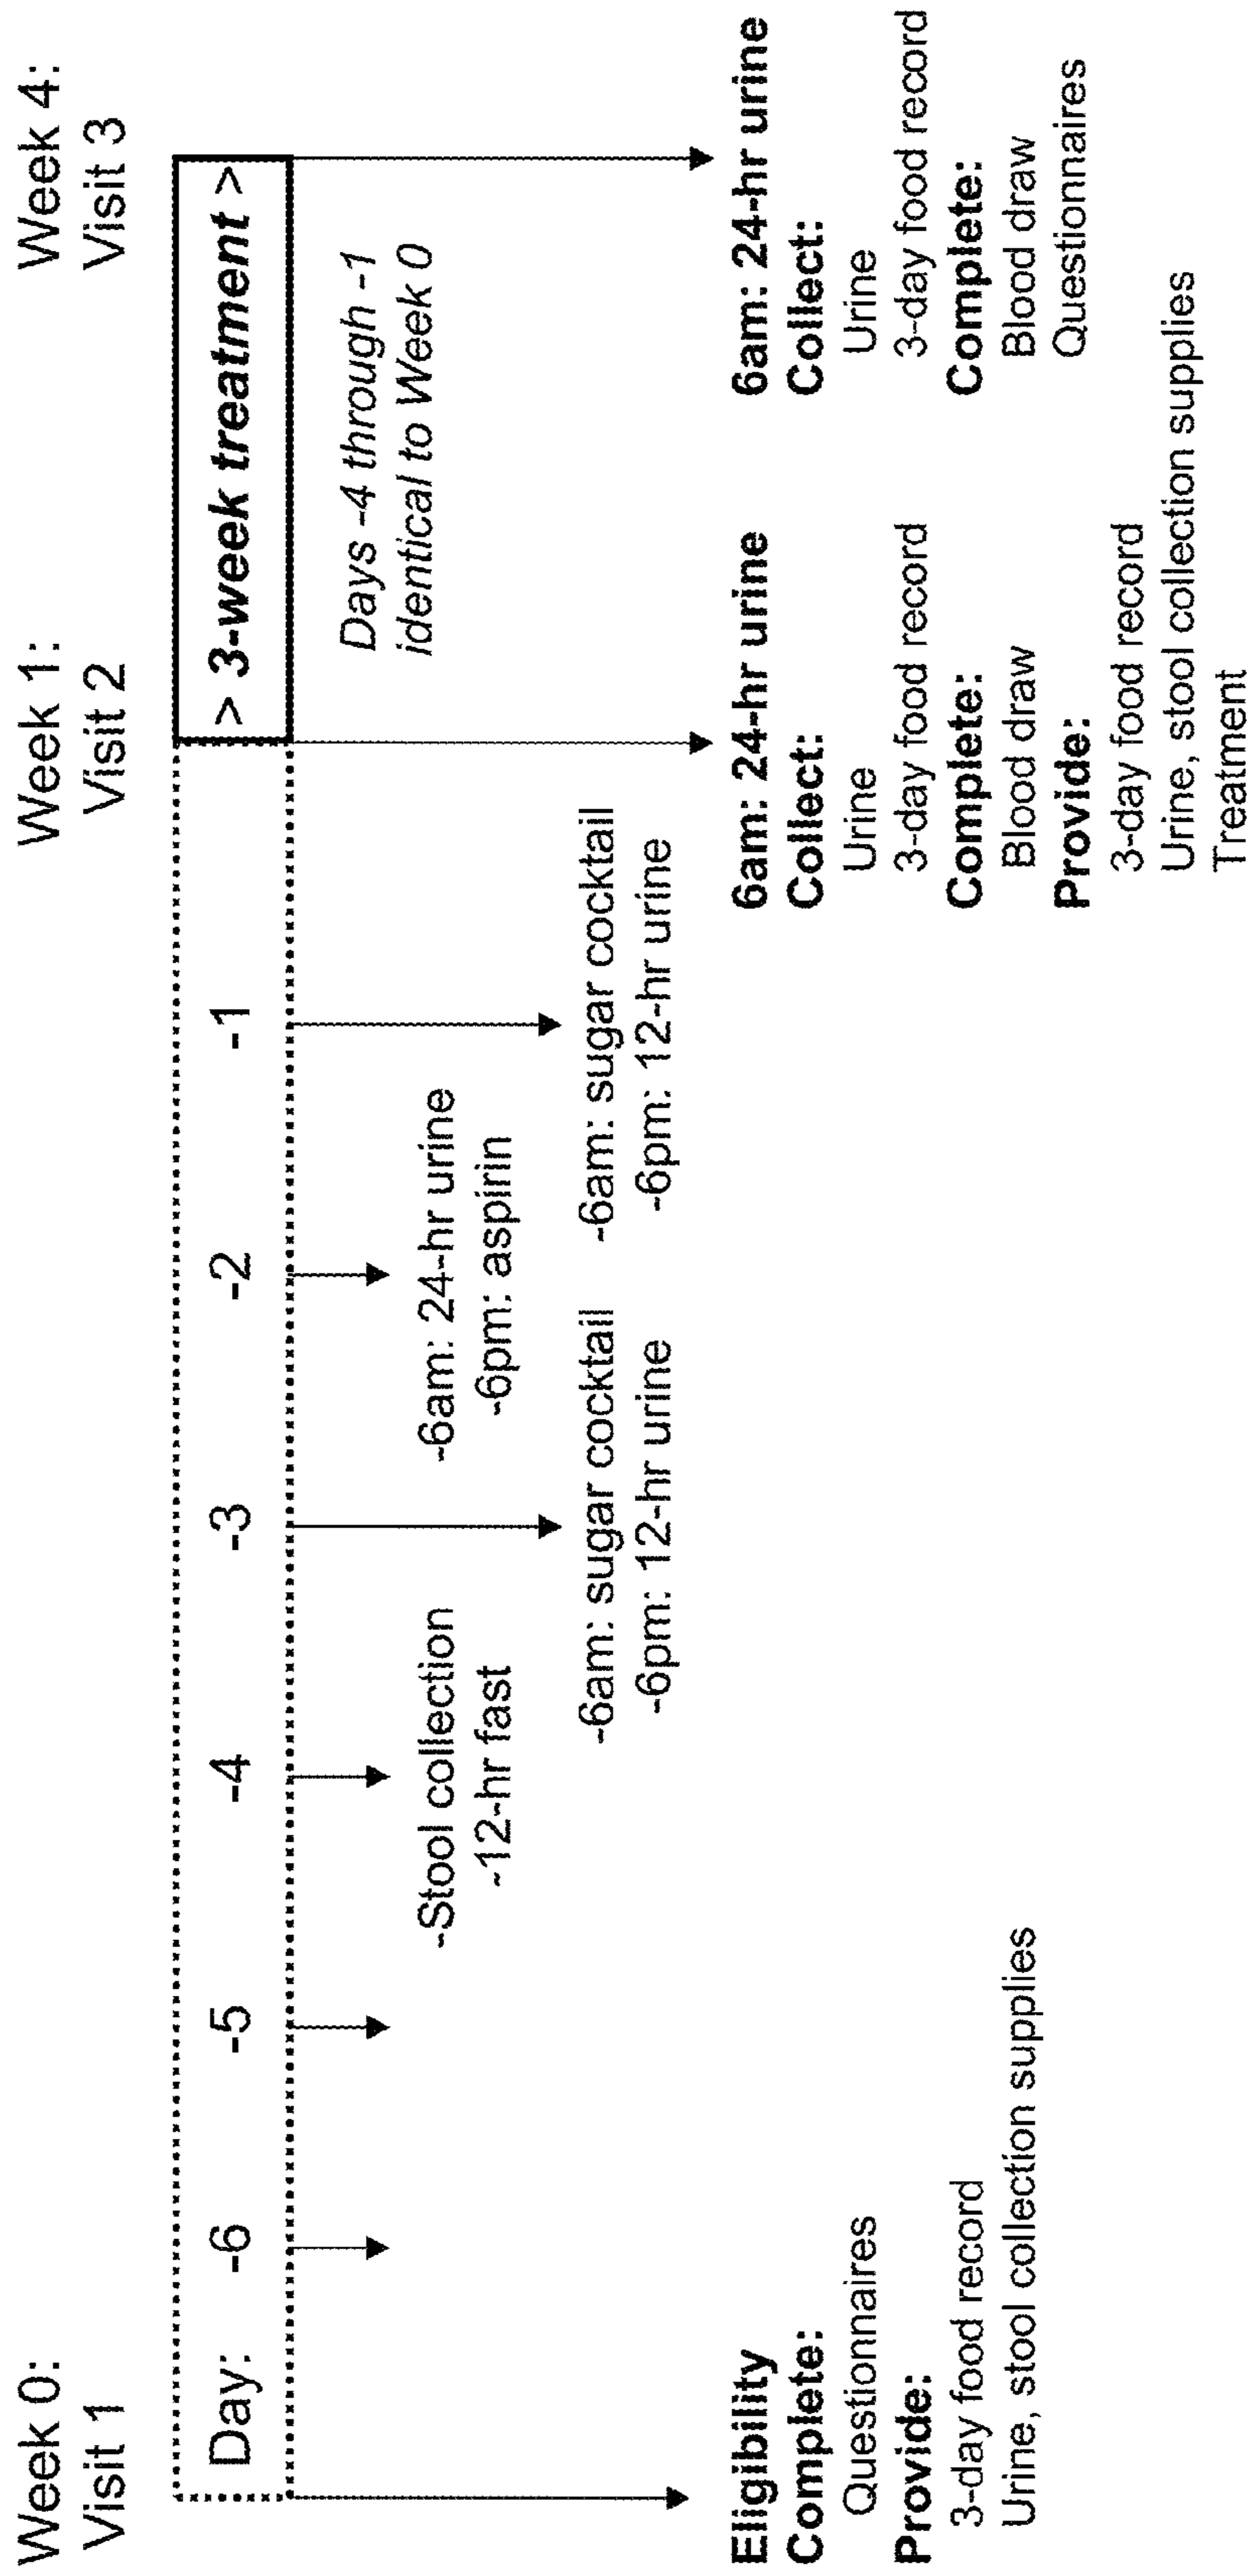 Week 0:
Visit 1
Week 1:
Visit 2
Week 4:
Visit 3
Day: -6 -5 -4 -3 -2 -1
> 3-week treatment >
Days -4 through -1
identical to Week 0
~Stool collection
~12-hr fast
~6am: sugar cocktail
~6pm: 12-hr urine
~6am: 24-hr urine
~6pm: aspirin
~6am: sugar cocktail
~6pm: 12-hr urine
Eligibility
Complete:
Questionnaires
Provide:
3-day food record
Urine, stool collection supplies
6am: 24-hr urine
Collect:
Urine
3-day food record
Complete:
Blood draw
Provide:
3-day food record
Urine, stool collection supplies
Treatment
6am: 24-hr urine
Collect:
Urine
3-day food record
Complete:
Blood draw
Questionnaires